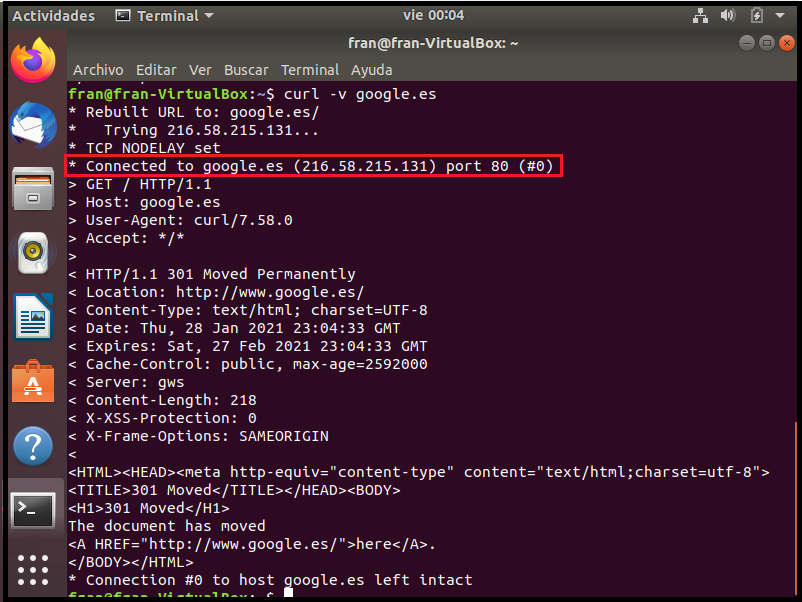 Actividades Terminal vie 00:04
fran@fran-VirtualBox: ~
Archivo Editar Ver Buscar Terminal Ayuda
fran@fran-VirtualBox:~$ curl -v google.es
* Rebuilt URL to: google.es/
*   Trying 216.58.215.131...
* TCP_NODELAY set
* Connected to google.es (216.58.215.131) port 80 (#0)
> GET / HTTP/1.1
> Host: google.es
> User-Agent: curl/7.58.0
> Accept: */*
>
< HTTP/1.1 301 Moved Permanently
< Location: http://www.google.es/
< Content-Type: text/html; charset=UTF-8
< Date: Thu, 28 Jan 2021 23:04:33 GMT
< Expires: Sat, 27 Feb 2021 23:04:33 GMT
< Cache-Control: public, max-age=2592000
< Server: gws
< Content-Length: 218
< X-XSS-Protection: 0
< X-Frame-Options: SAMEORIGIN
<
<HTML><HEAD><meta http-equiv="content-type" content="text/html;charset=utf-8">
<TITLE>301 Moved</TITLE></HEAD><BODY>
<H1>301 Moved</H1>
The document has moved
<A HREF="http://www.google.es/">here</A>.
</BODY></HTML>
* Connection #0 to host google.es left intact
fran@fran-VirtualBox:~$